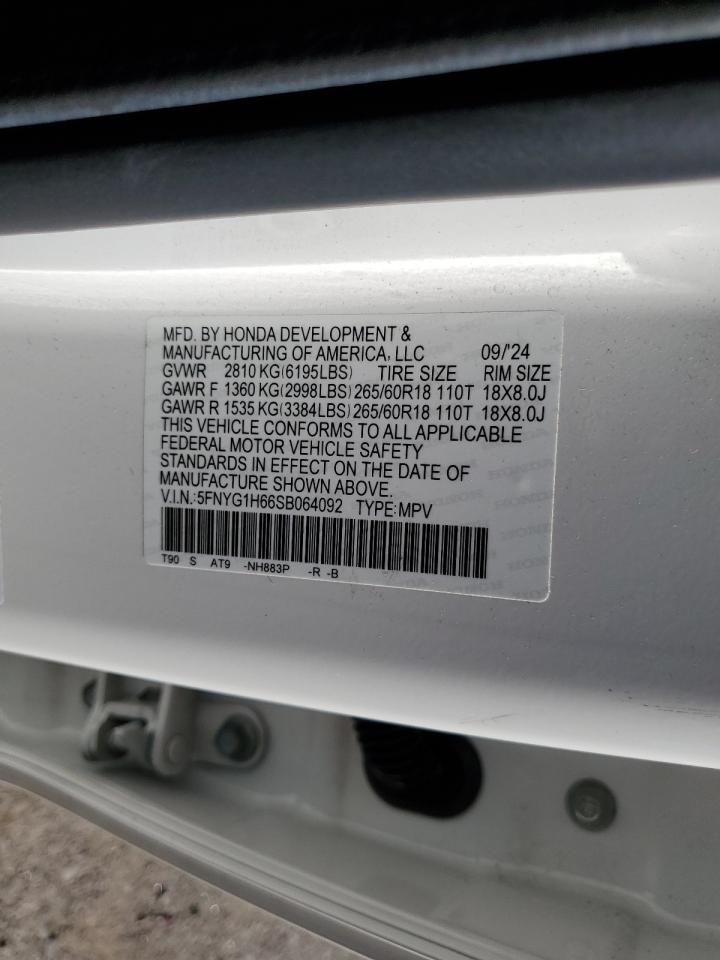 MFD. BY HONDA DEVELOPMENT &
MANUFACTURING OF AMERICA, LLC 09/'24
GVWR 2810 KG(6195LBS) TIRE SIZE RIM SIZE
GAWR F 1360 KG(2998LBS) 265/60R18 110T 18X8.0J
GAWR R 1535 KG(3384LBS) 265/60R18 110T 18X8.0J
THIS VEHICLE CONFORMS TO ALL APPLICABLE
FEDERAL MOTOR VEHICLE SAFETY
STANDARDS IN EFFECT ON THE DATE OF
MANUFACTURE SHOWN ABOVE.
V.I.N.:5FNYG1H66SB064092 TYPE:MPV
T90 S AT9 -NH883P -R -B